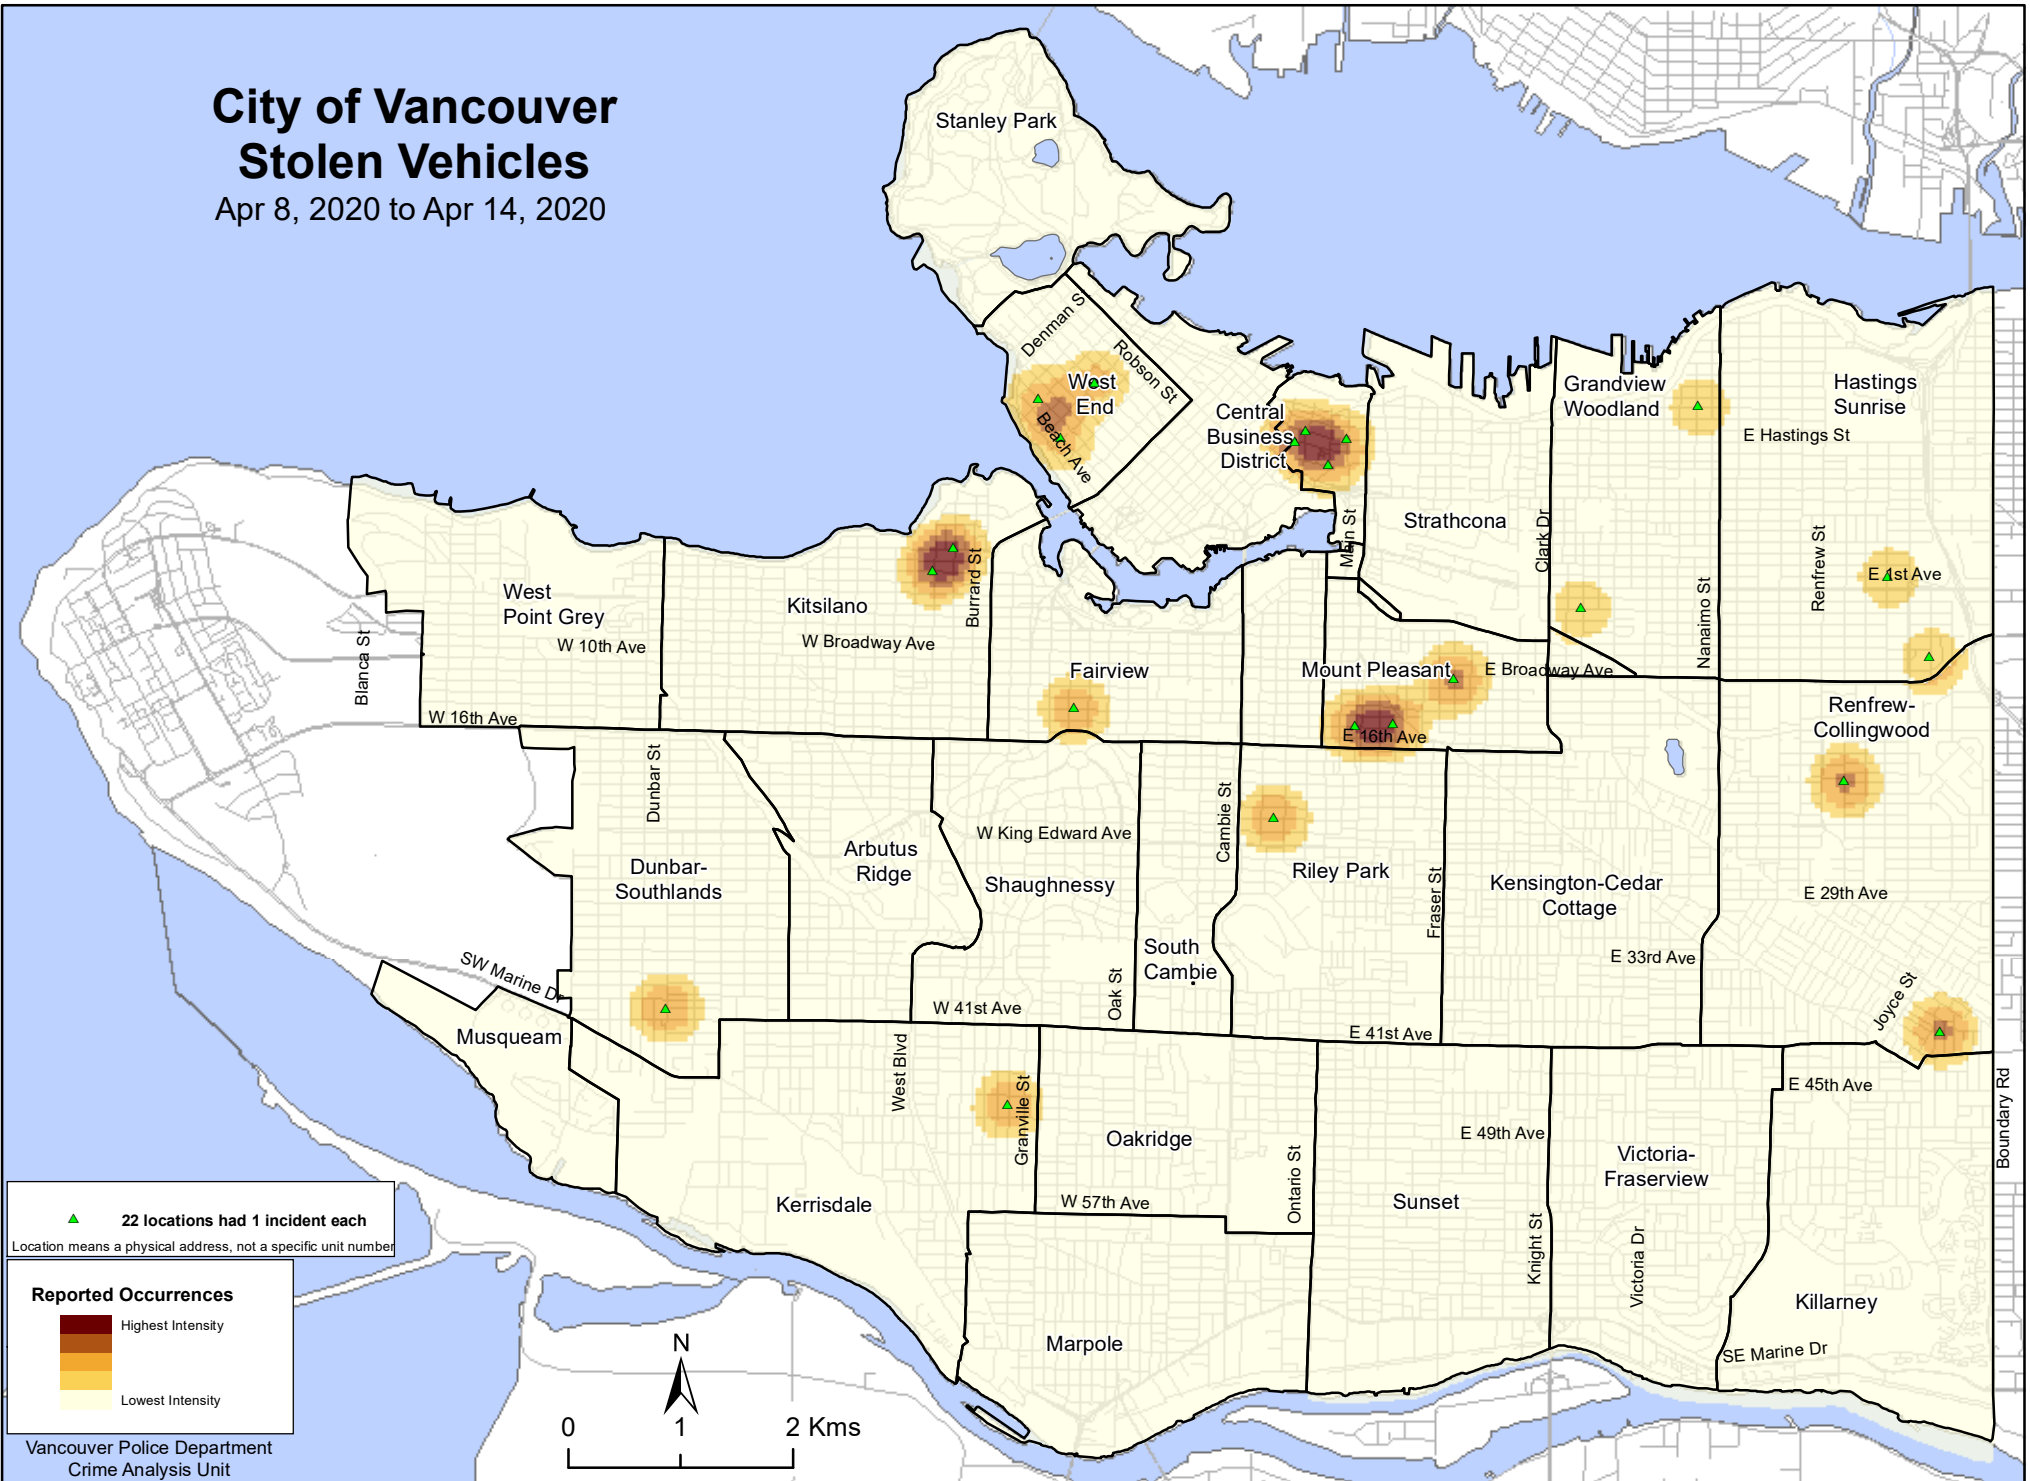 City of Vancouver
Stolen Vehicles
Apr 8, 2020 to Apr 14, 2020
Stanley Park
Denman S
Robson St
West
End
Beach Ave
Central
Business
District
Grandview
Woodland
Hastings
Sunrise
E Hastings St
Strathcona
Main St
Clark Dr
Nanaimo St
Renfrew St
E 1st Ave
West
Point Grey
W 10th Ave
Blanca St
W 16th Ave
Kitsilano
W Broadway Ave
Burrard St
Fairview
Mount Pleasant
E Broadway Ave
E 16th Ave
Renfrew-
Collingwood
Dunbar St
Dunbar-
Southlands
Arbutus
Ridge
W King Edward Ave
Shaughnessy
Cambie St
Riley Park
Fraser St
Kensington-Cedar
Cottage
E 29th Ave
South
Cambie
E 33rd Ave
Oak St
Joyce St
SW Marine Dr
Musqueam
W 41st Ave
E 41st Ave
West Blvd
Granville St
Oakridge
E 45th Ave
Boundary Rd
E 49th Ave
Victoria-
Fraserview
Kerrisdale
W 57th Ave
Ontario St
Sunset
Knight St
Victoria Dr
Killarney
Marpole
SE Marine Dr
22 locations had 1 incident each
Location means a physical address, not a specific unit number
Reported Occurrences
Highest Intensity
Lowest Intensity
Vancouver Police Department
Crime Analysis Unit
N
0 1 2 Kms